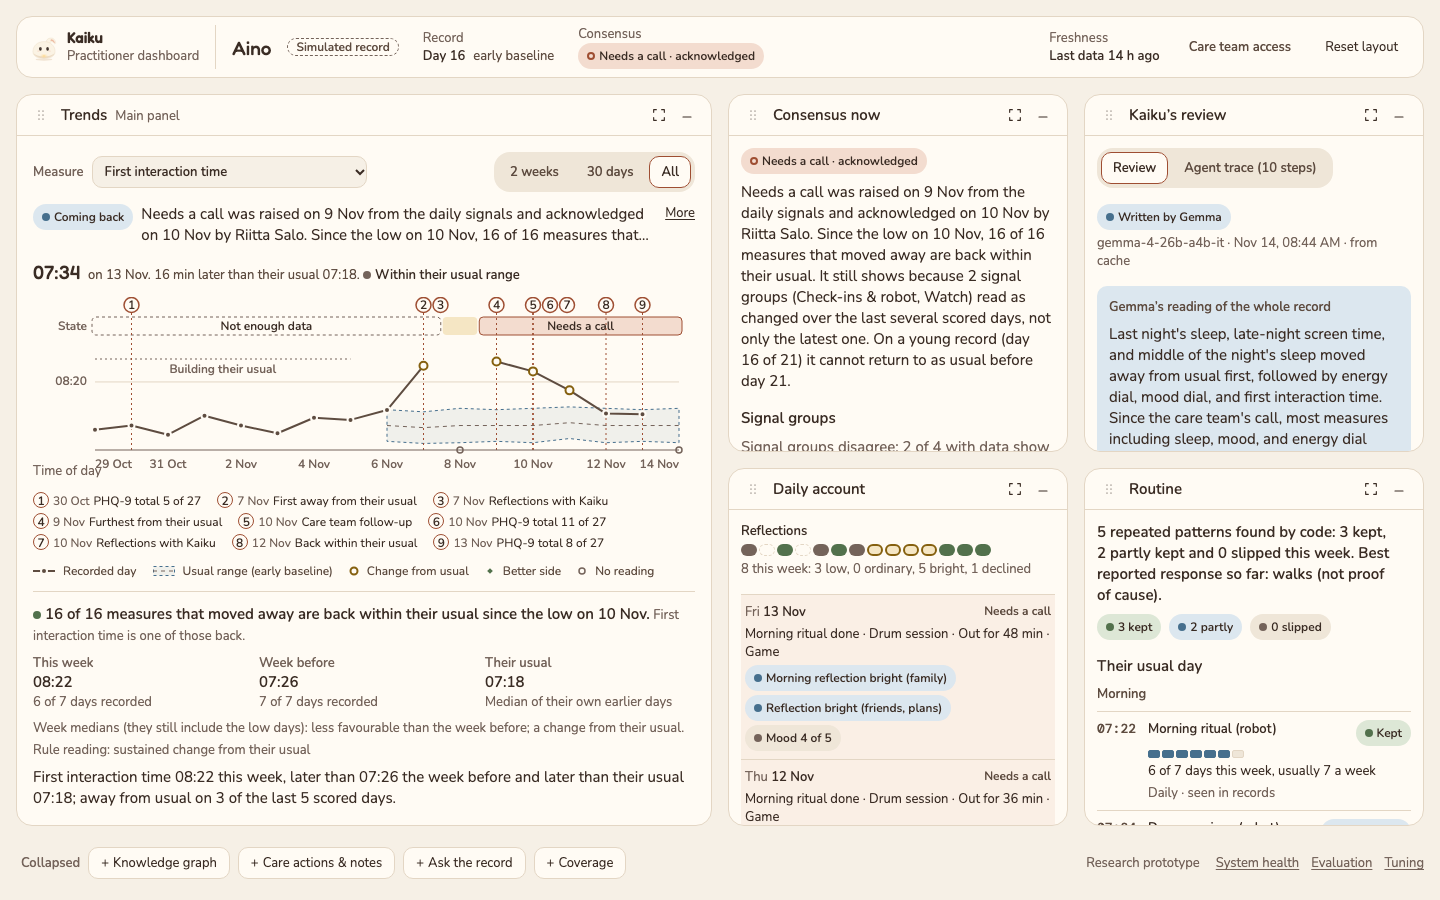 Kaiku
Practitioner dashboard
Aino
Simulated record
Record
Day 16 early baseline
Consensus
Needs a call · acknowledged
Freshness
Last data 14 h ago
Care team access
Reset layout
Trends Main panel
Measure
First interaction time
2 weeks
30 days
All
Coming back
Needs a call was raised on 9 Nov from the daily signals and acknowledged
on 10 Nov by Riitta Salo. Since the low on 10 Nov, 16 of 16 measures that...
More
07:34 on 13 Nov. 16 min later than their usual 07:18. Within their usual range
1 2 3 4 5 6 7 8 9
State
Not enough data
Needs a call
Building their usual
08:20
Time of day
29 Oct 31 Oct 2 Nov 4 Nov 6 Nov 8 Nov 10 Nov 12 Nov 14 Nov
1 30 Oct PHQ-9 total 5 of 27 2 7 Nov First away from their usual 3 7 Nov Reflections with Kaiku
4 9 Nov Furthest from their usual 5 10 Nov Care team follow-up 6 10 Nov PHQ-9 total 11 of 27
7 10 Nov Reflections with Kaiku 8 12 Nov Back within their usual 9 13 Nov PHQ-9 total 8 of 27
Recorded day Usual range (early baseline) Change from usual Better side No reading
16 of 16 measures that moved away are back within their usual since the low on 10 Nov. First
interaction time is one of those back.
This week
08:22
6 of 7 days recorded
Week before
07:26
7 of 7 days recorded
Their usual
07:18
Median of their own earlier days
Week medians (they still include the low days): less favourable than the week before; a change from their usual.
Rule reading: sustained change from their usual
First interaction time 08:22 this week, later than 07:26 the week before and later than their usual
07:18; away from usual on 3 of the last 5 scored days.
Consensus now
Needs a call · acknowledged
Needs a call was raised on 9 Nov from the
daily signals and acknowledged on 10 Nov by
Riitta Salo. Since the low on 10 Nov, 16 of 16
measures that moved away are back within
their usual. It still shows because 2 signal
groups (Check-ins & robot, Watch) read as
changed over the last several scored days, not
only the latest one. On a young record (day
16 of 21) it cannot return to as usual before
day 21.
Signal groups
Signal groups disagree: 2 of 4 with data show
Kaiku's review
Review
Agent trace (10 steps)
Written by Gemma
gemma-4-26b-a4b-it · Nov 14, 08:44 AM · from
cache
Gemma's reading of the whole record
Last night's sleep, late-night screen time,
and middle of the night's sleep moved
away from usual first, followed by energy
dial, mood dial, and first interaction time.
Since the care team's call, most measures
including sleep, mood, and energy dial
Daily account
Reflections
8 this week: 3 low, 0 ordinary, 5 bright, 1 declined
Fri 13 Nov
Needs a call
Morning ritual done · Drum session · Out for 48 min ·
Game
Morning reflection bright (family)
Reflection bright (friends, plans)
Mood 4 of 5
Thu 12 Nov
Needs a call
Morning ritual done · Drum session · Out for 36 min ·
Game
Routine
5 repeated patterns found by code: 3 kept,
2 partly kept and 0 slipped this week. Best
reported response so far: walks (not proof
of cause).
3 kept
2 partly
0 slipped
Their usual day
Morning
07:22 Morning ritual (robot)
Kept
6 of 7 days this week, usually 7 a week
Daily · seen in records
Collapsed
+ Knowledge graph
+ Care actions & notes
+ Ask the record
+ Coverage
Research prototype
System health
Evaluation
Tuning